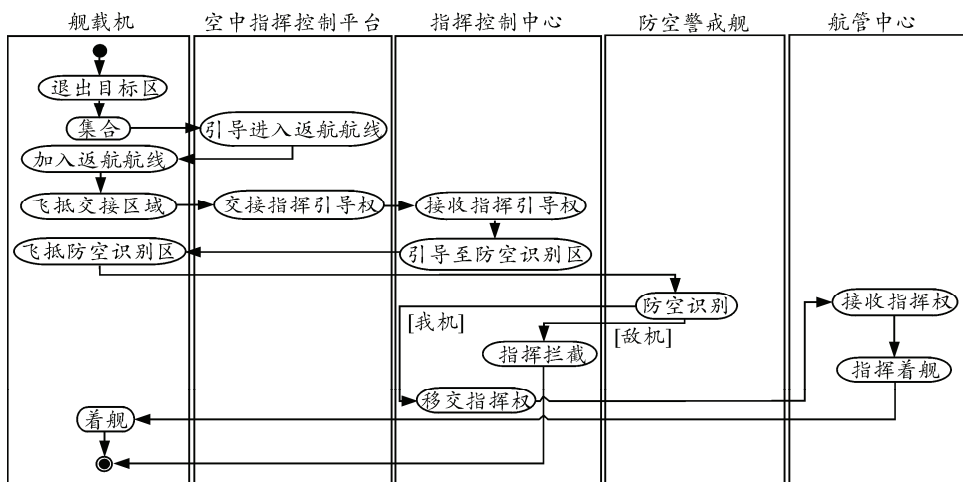 舰载机
空中指挥控制平台
指挥控制中心
防空警戒舰
航管中心
退出目标区
集合
引导进入返航航线
加入返航航线
飞抵交接区域
交接指挥引导权
接收指挥引导权
飞抵防空识别区
引导至防空识别区
防空识别
接收指挥权
[我机]
[敌机]
指挥拦截
指挥着舰
移交指挥权
着舰